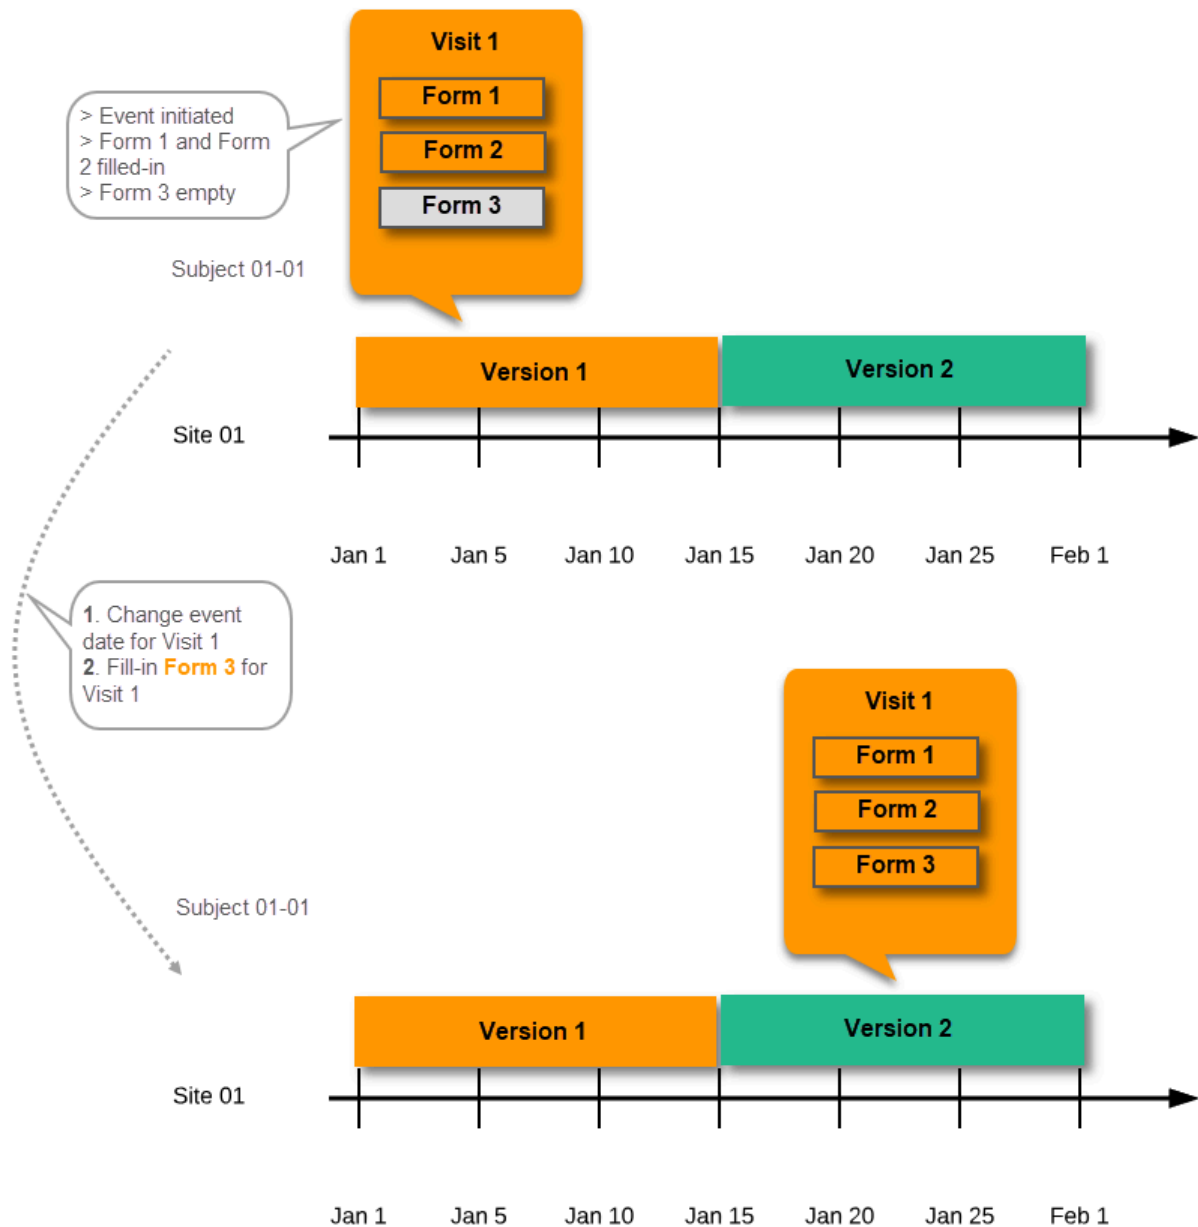 Visit 1
Form 1
Form 2
Form 3
> Event initiated
> Form 1 and Form
2 filled-in
> Form 3 empty
Subject 01-01
Version 1
Version 2
Site 01
Jan 1
Jan 5
Jan 10
Jan 15
Jan 20
Jan 25
Feb 1
1. Change event
date for Visit 1
2. Fill-in Form 3 for
Visit 1
Visit 1
Form 1
Form 2
Form 3
Subject 01-01
Version 1
Version 2
Site 01
Jan 1
Jan 5
Jan 10
Jan 15
Jan 20
Jan 25
Feb 1